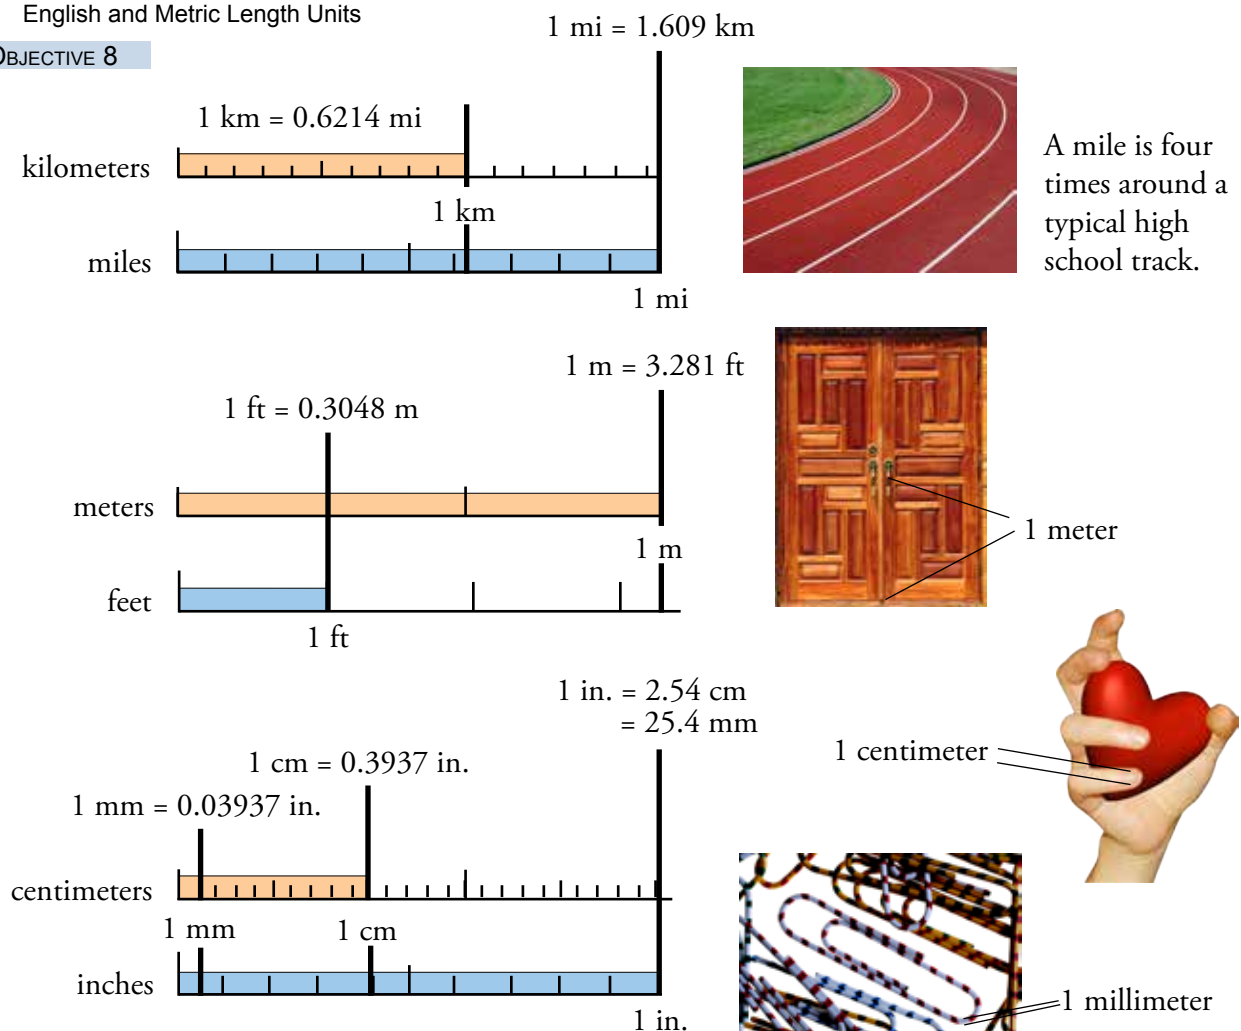 English and Metric Length Units
OBJECTIVE 8
1 mi = 1.609 km
1 km = 0.6214 mi
kilometers
1 km
miles
1 mi
A mile is four
times around a
typical high
school track.
1 m = 3.281 ft
1 ft = 0.3048 m
meters
1 m
feet
1 ft
1 meter
1 in. = 2.54 cm
= 25.4 mm
1 cm = 0.3937 in.
1 mm = 0.03937 in.
centimeters
1 mm
1 cm
inches
1 in.
1 centimeter
1 millimeter